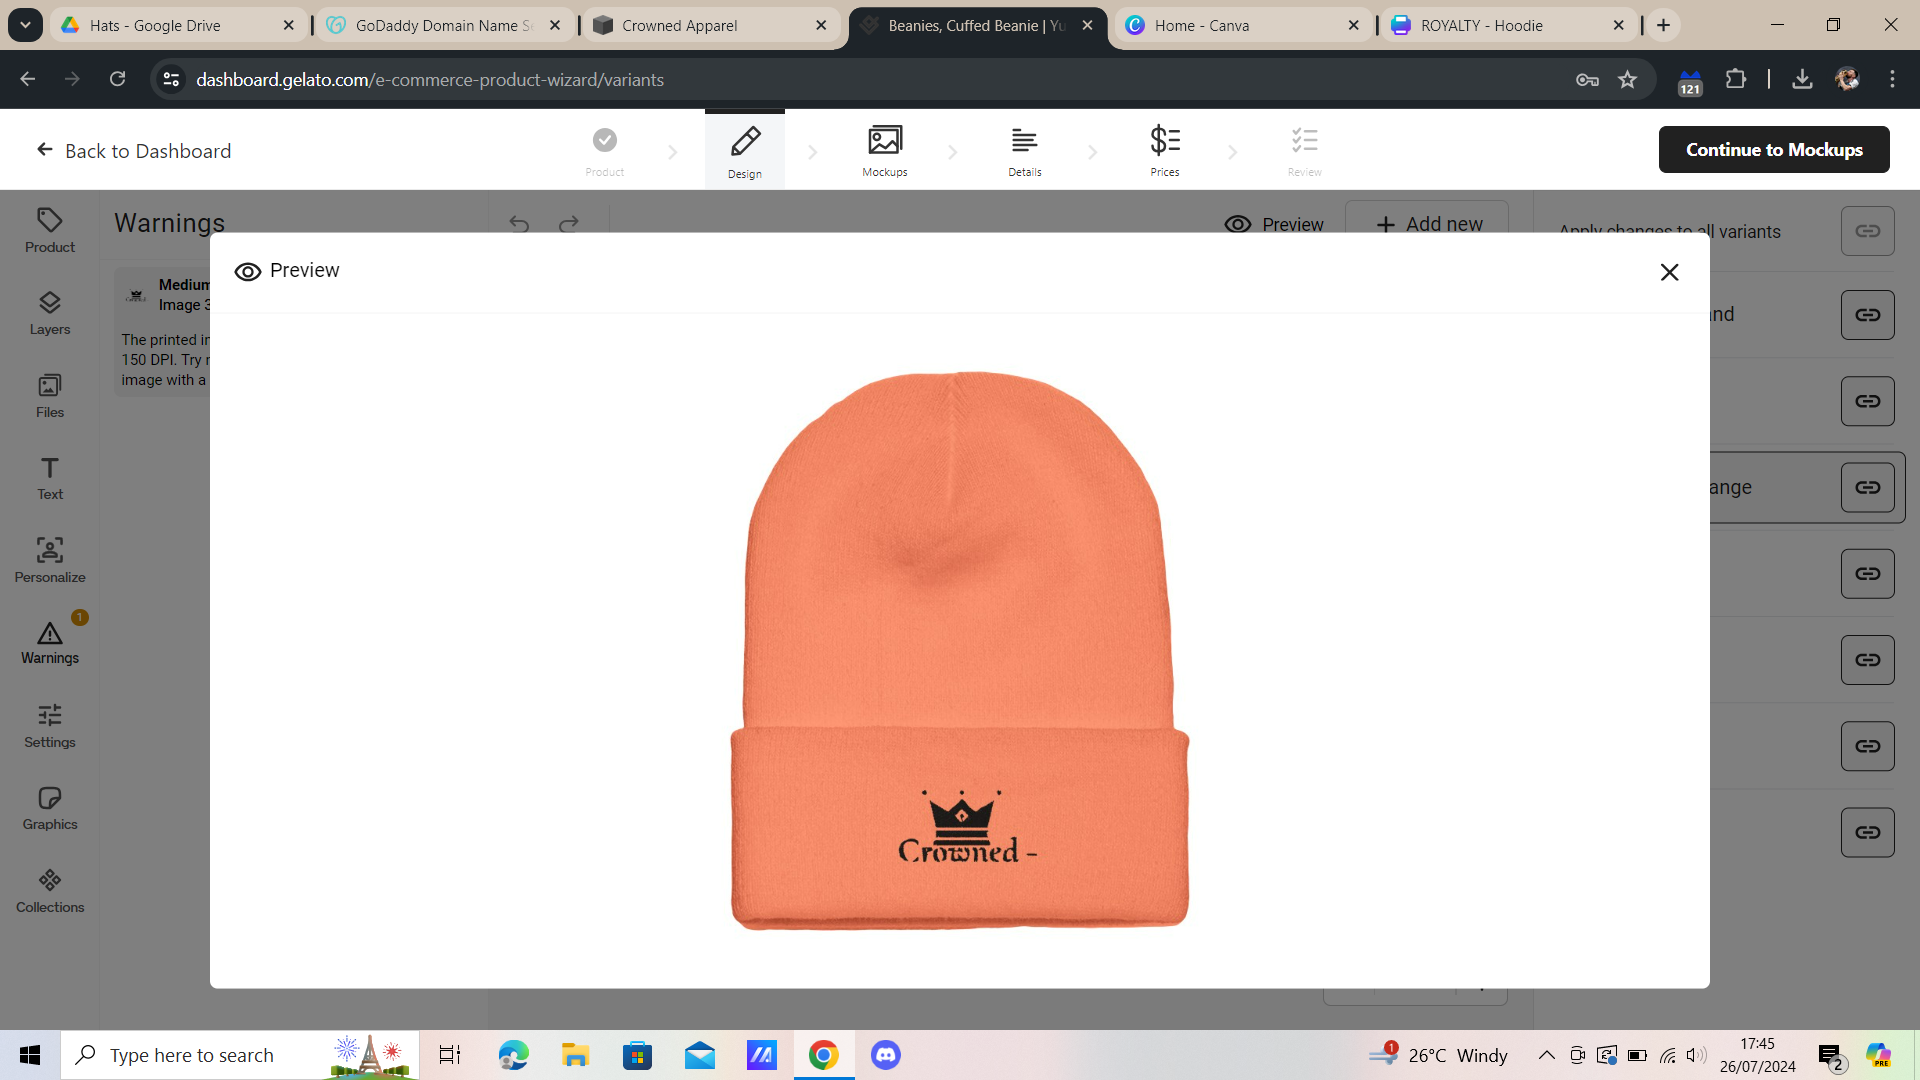 Hats - Google Drive
GoDaddy Domain Name Se
Crowned Apparel
Beanies, Cuffed Beanie | Yu
Home - Canva
ROYALTY - Hoodie
dashboard.gelato.com/e-commerce-product-wizard/variants
121
Back to Dashboard
Product
Design
Mockups
Details
Prices
Review
Continue to Mockups
Product
Layers
Files
Text
Personalize
1
Warnings
Settings
Graphics
Collections
Warnings
Medium
Image 3
The printed in
150 DPI. Try r
image with a
Preview
Add new
Apply changes to all variants
nd
ange
Preview
Crowned -
Type here to search
1
26°C Windy
17:45
26/07/2024
2
PRE